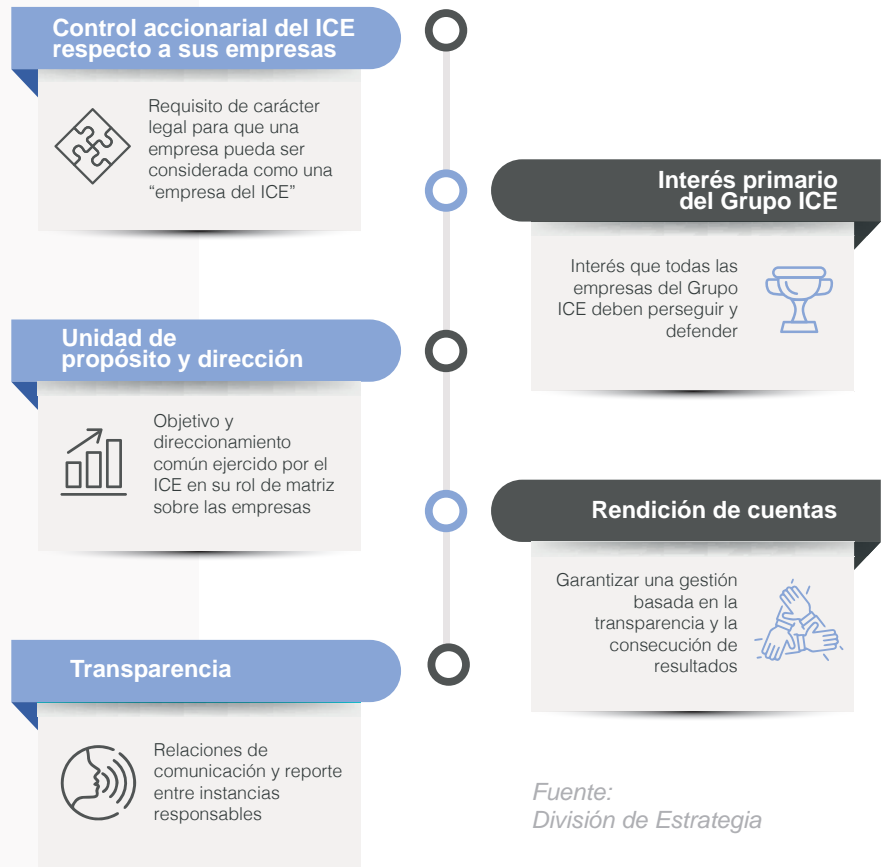 Control accionarial del ICE
respecto a sus empresas
Requisito de carácter
legal para que una
empresa pueda ser
considerada como una
“empresa del ICE”
Interés primario
del Grupo ICE
Interés que todas las
empresas del Grupo
ICE deben perseguir y
defender
Unidad de
propósito y dirección
Objetivo y
direccionamiento
común ejercido por el
ICE en su rol de matriz
sobre las empresas
Rendición de cuentas
Garantizar una gestión
basada en la
transparencia y la
consecución de
resultados
Transparencia
Relaciones de
comunicación y reporte
entre instancias
responsables
Fuente:
División de Estrategia